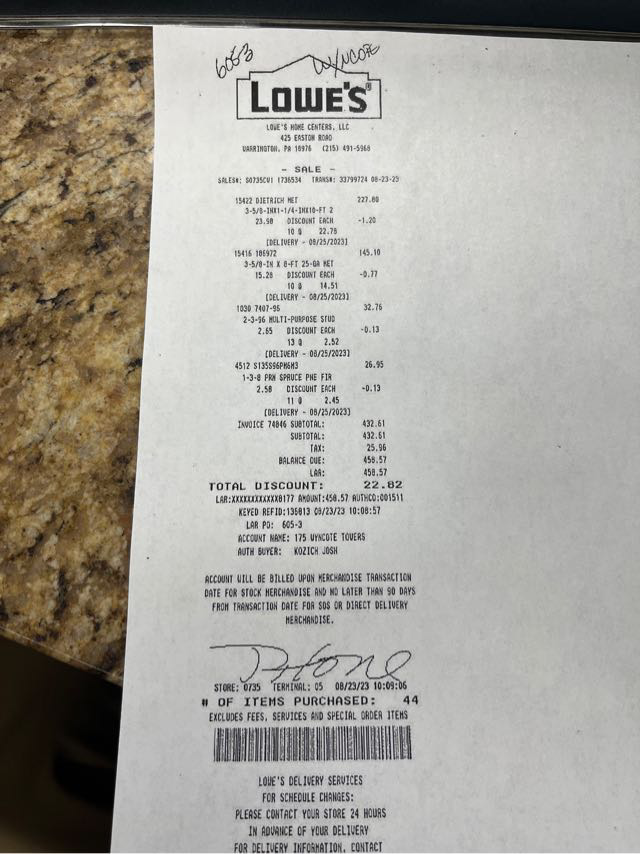 6053 WYNCOTE
LOWE'S
LOWE'S HOME CENTERS, LLC
425 EASTON ROAD
WARRINGTON, PA 18976 (215) 491-5968
- SALE -
SALES#: S0735CU1 1736534 TRANS#: 33799724 08-23-23
13422 DIETRICH MET 227.80
3-5/8-INX1-1/4-INX10-FT 2
23.98 DISCOUNT EACH -1.20
10 @ 22.78
[DELIVERY - 08/25/2023]
15416 186972 145.10
3-5/8-IN X 8-FT 25-GA MET
15.28 DISCOUNT EACH -0.77
10 @ 14.51
[DELIVERY - 08/25/2023]
1030 7407-96 32.76
2-3-96 MULTI-PURPOSE STUD
2.65 DISCOUNT EACH -0.13
13 @ 2.52
[DELIVERY - 08/25/2023]
4512 S135S96PM6M3 26.95
1-3-8 PRM SPRUCE PNE FIR
2.58 DISCOUNT EACH -0.13
11 @ 2.45
[DELIVERY - 08/25/2023]
INVOICE 74846 SUBTOTAL: 432.61
SUBTOTAL: 432.61
TAX: 25.96
BALANCE DUE: 458.57
LAR: 458.57
TOTAL DISCOUNT: 22.82
LAR:XXXXXXXXXXXX8177 AMOUNT:458.57 AUTHCD:001511
KEYED REFID:136813 08/23/23 10:08:57
LAR PO: 605-3
ACCOUNT NAME: 175 WYNCOTE TOWERS
AUTH BUYER: KOZICH JOSH
ACCOUNT WILL BE BILLED UPON MERCHANDISE TRANSACTION
DATE FOR STOCK MERCHANDISE AND NO LATER THAN 90 DAYS
FROM TRANSACTION DATE FOR SOS OR DIRECT DELIVERY
MERCHANDISE.
STORE: 0735 TERMINAL: 05 08/23/23 10:09:06
# OF ITEMS PURCHASED: 44
EXCLUDES FEES, SERVICES AND SPECIAL ORDER ITEMS
LOWE'S DELIVERY SERVICES
FOR SCHEDULE CHANGES:
PLEASE CONTACT YOUR STORE 24 HOURS
IN ADVANCE OF YOUR DELIVERY
FOR DELIVERY INFORMATION, CONTACT